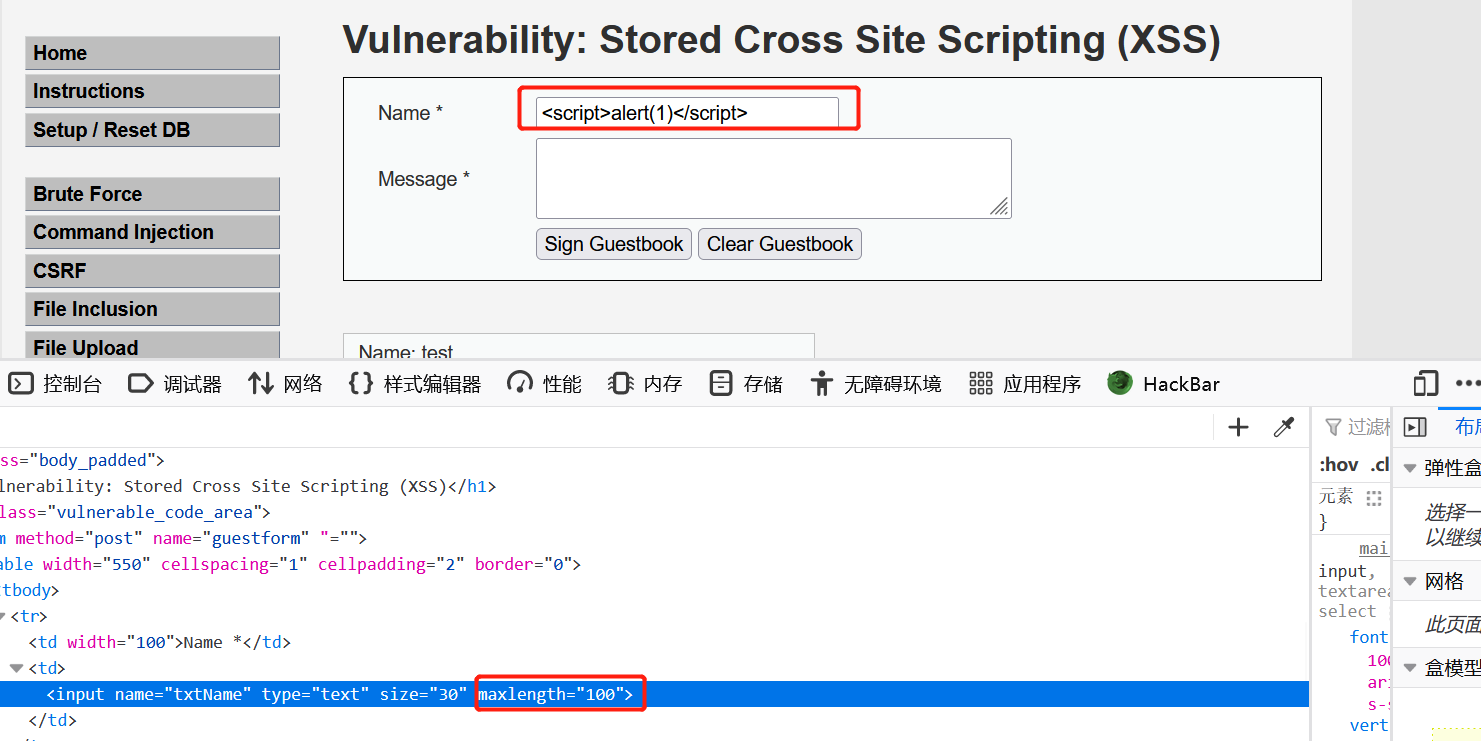 Vulnerability: Stored Cross Site Scripting (XSS)
Home
Instructions
Setup / Reset DB
Brute Force
Command Injection
CSRF
File Inclusion
File Upload
Name *
<script>alert(1)</script>
Message *
Sign Guestbook Clear Guestbook
Name: test
控制台 调试器 网络 {} 样式编辑器 性能 内存 存储 无障碍环境 应用程序 HackBar
ss="body_padded">
lnerability: Stored Cross Site Scripting (XSS)</h1>
lass="vulnerable_code_area">
m method="post" name="guestform" "="">
able width="550" cellspacing="1" cellpadding="2" border="0">
tbody>
<tr>
<td width="100">Name *</td>
<td>
<input name="txtName" type="text" size="30" maxlength="100">
</td>
过滤
:hov .cl
元素
}
mai
input,
textarea
select
font
100
ari
s-s
vert
布局
弹性盒
选择一
以继续
网格
此页面
盒模型